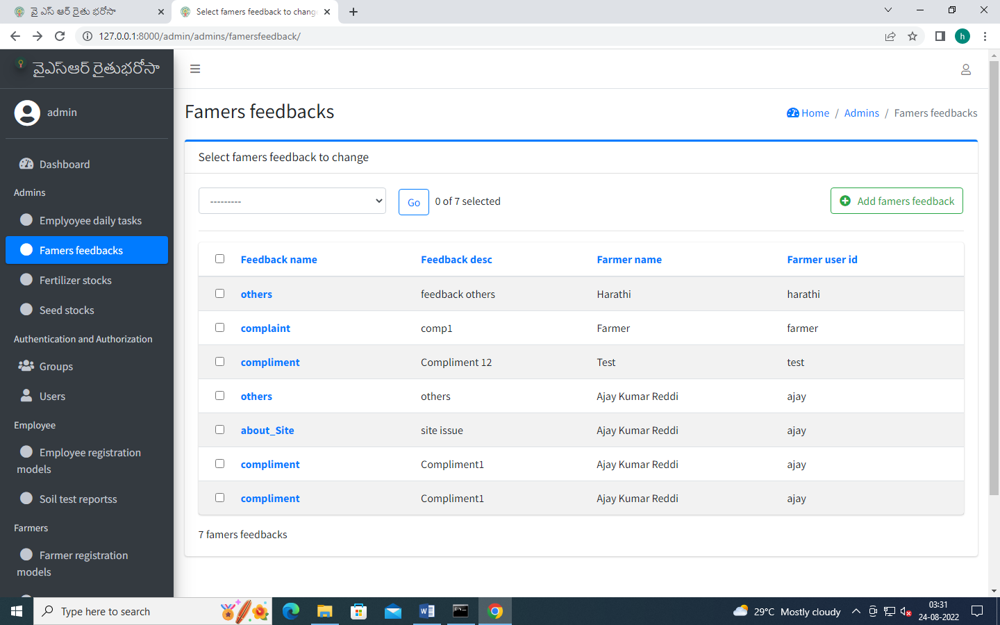 వై ఎస్ ఆర్ రైతు భరోసా
Select famers feedback to chang
127.0.0.1:8000/admin/admins/famersfeedback/
h
వైఎస్ఆర్ రైతుభరోసా
admin
Dashboard
Admins
Emplyoyee daily tasks
Famers feedbacks
Fertilizer stocks
Seed stocks
Authentication and Authorization
Groups
Users
Employee
Employee registration
models
Soil test reportss
Farmers
Farmer registration
models
Famers feedbacks
Home / Admins / Famers feedbacks
Select famers feedback to change
--------- Go 0 of 7 selected Add famers feedback
Feedback name Feedback desc Farmer name Farmer user id
others feedback others Harathi harathi
complaint comp1 Farmer farmer
compliment Compliment 12 Test test
others others Ajay Kumar Reddi ajay
about_Site site issue Ajay Kumar Reddi ajay
compliment Compliment1 Ajay Kumar Reddi ajay
compliment Compliment1 Ajay Kumar Reddi ajay
7 famers feedbacks
Type here to search
29°C Mostly cloudy
03:31
24-08-2022